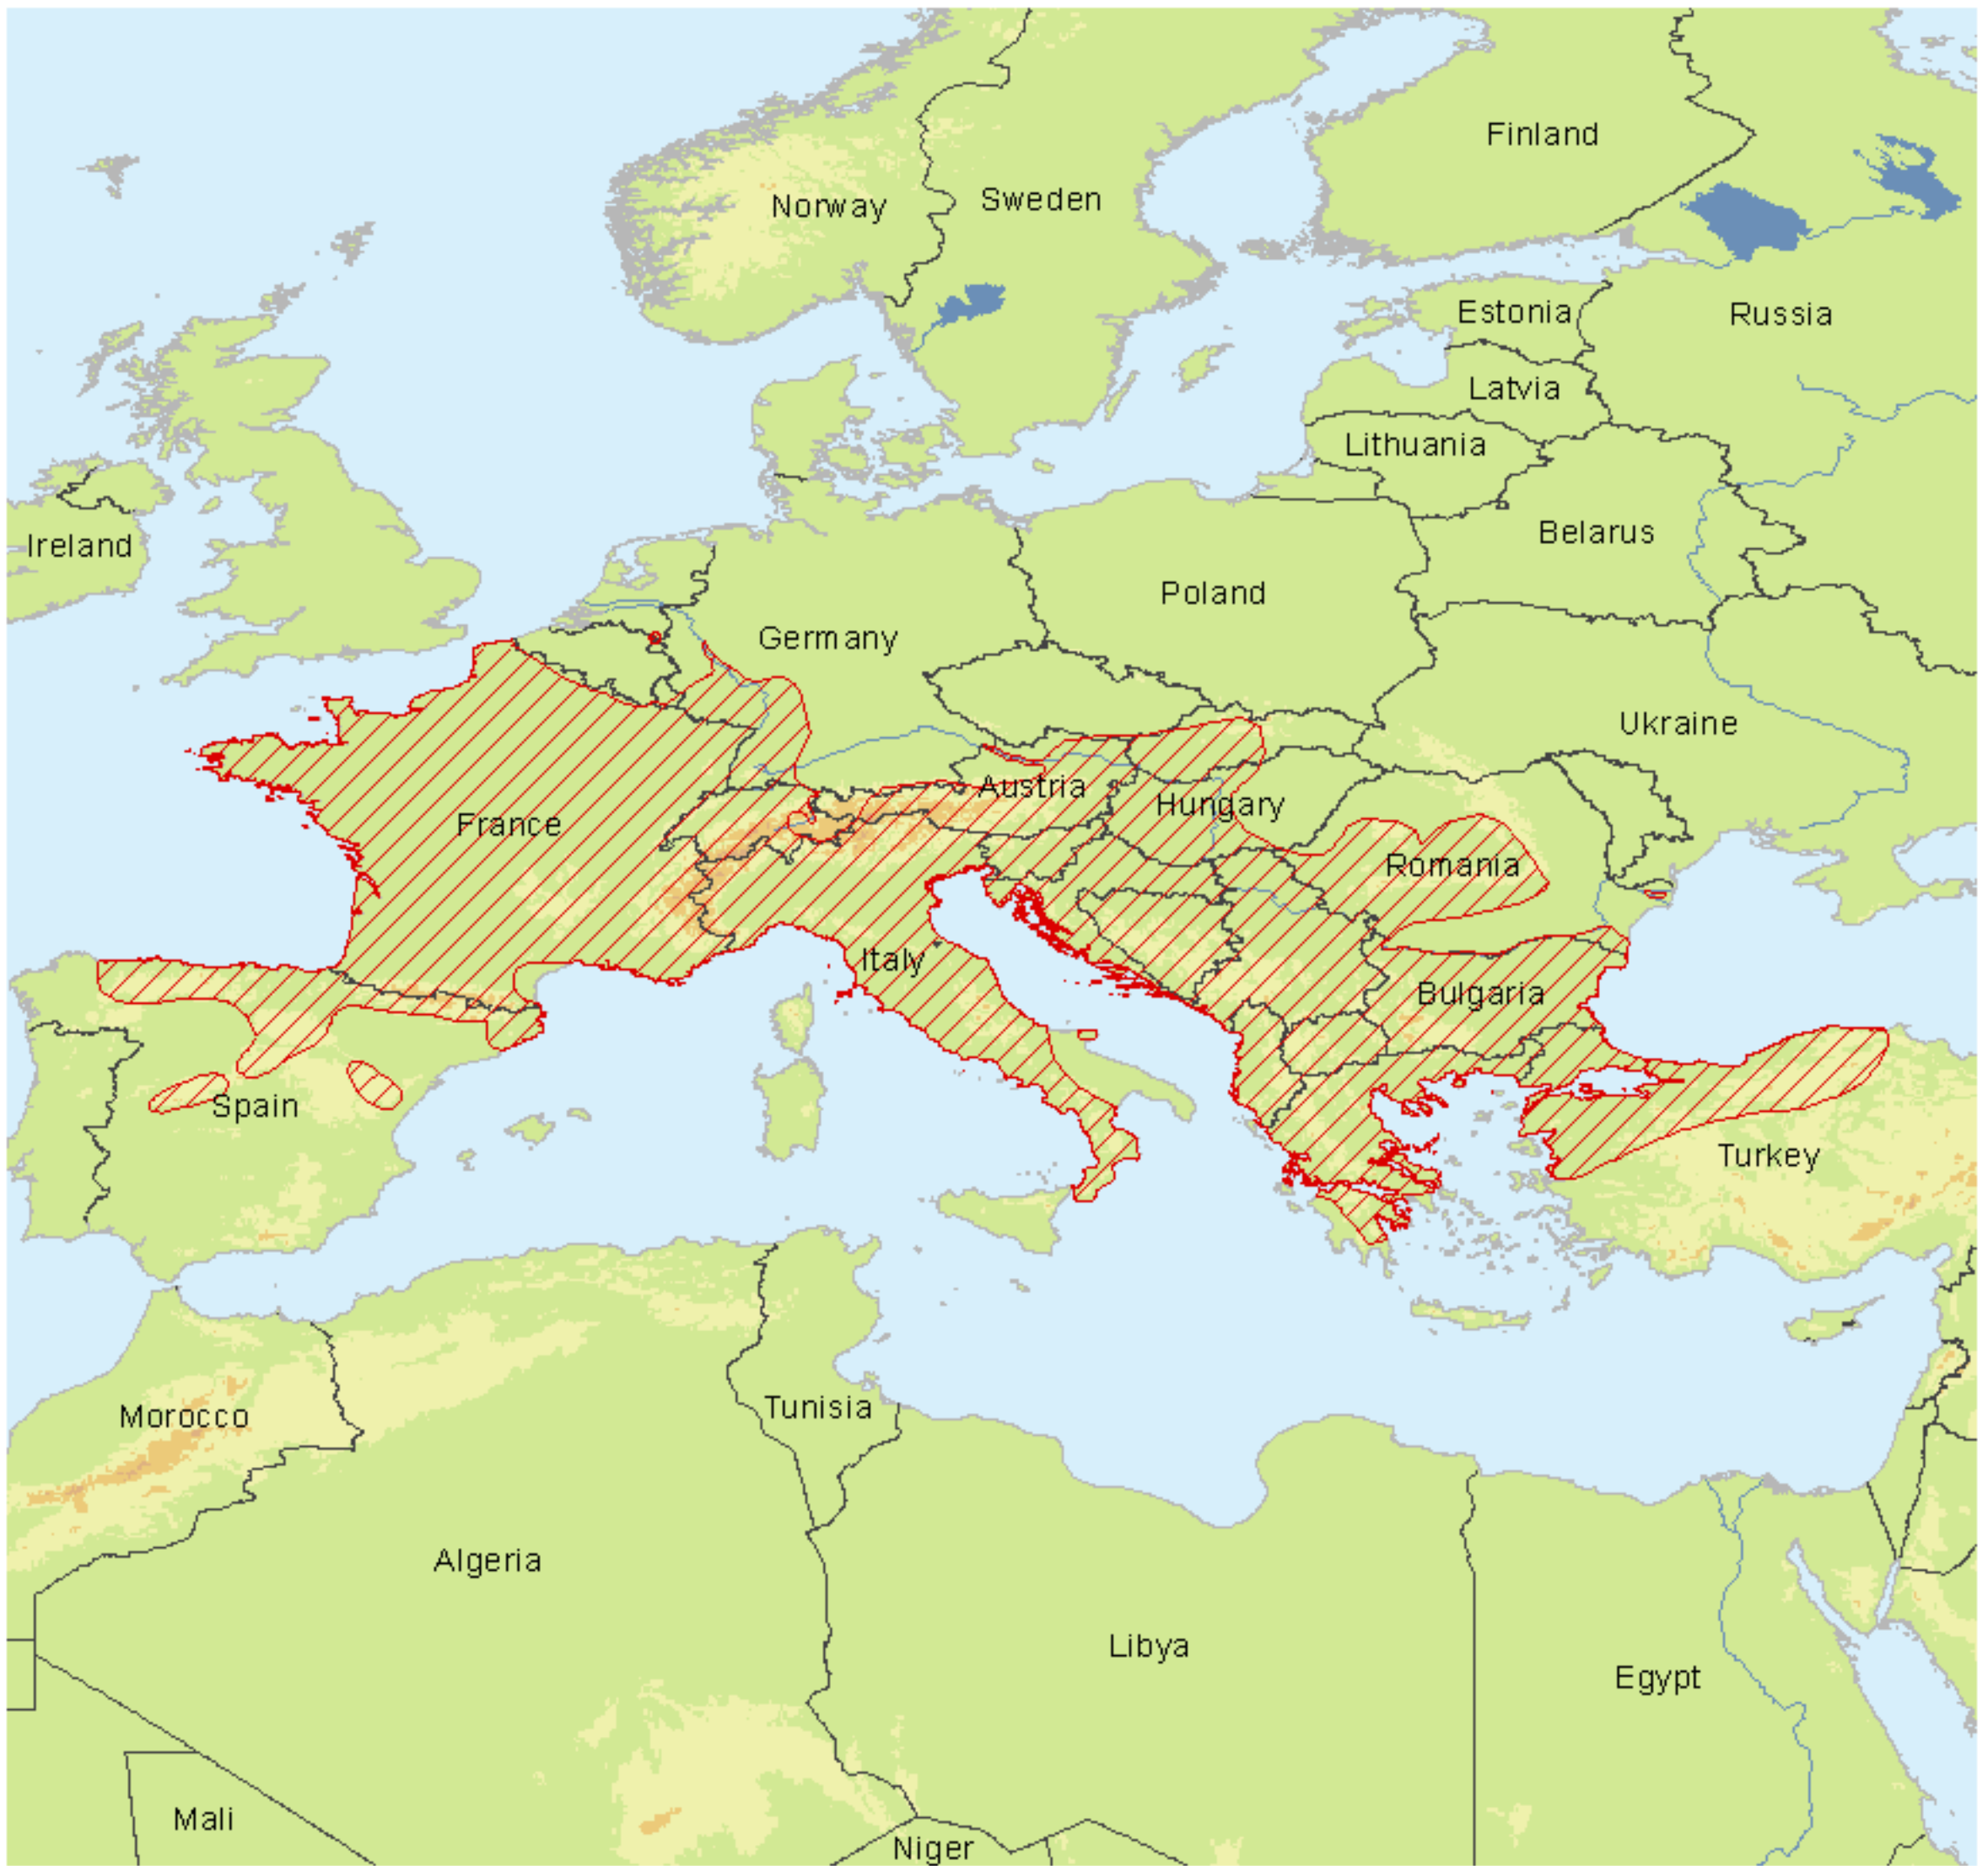 Finland
Norway
Sweden
Estonia
Russia
Latvia
Lithuania
Ireland
Belarus
Poland
Germany
Ukraine
Austria
Hungary
France
Romania
Italy
Bulgaria
Spain
Turkey
Tunisia
Morocco
Algeria
Libya
Egypt
Mali
Niger